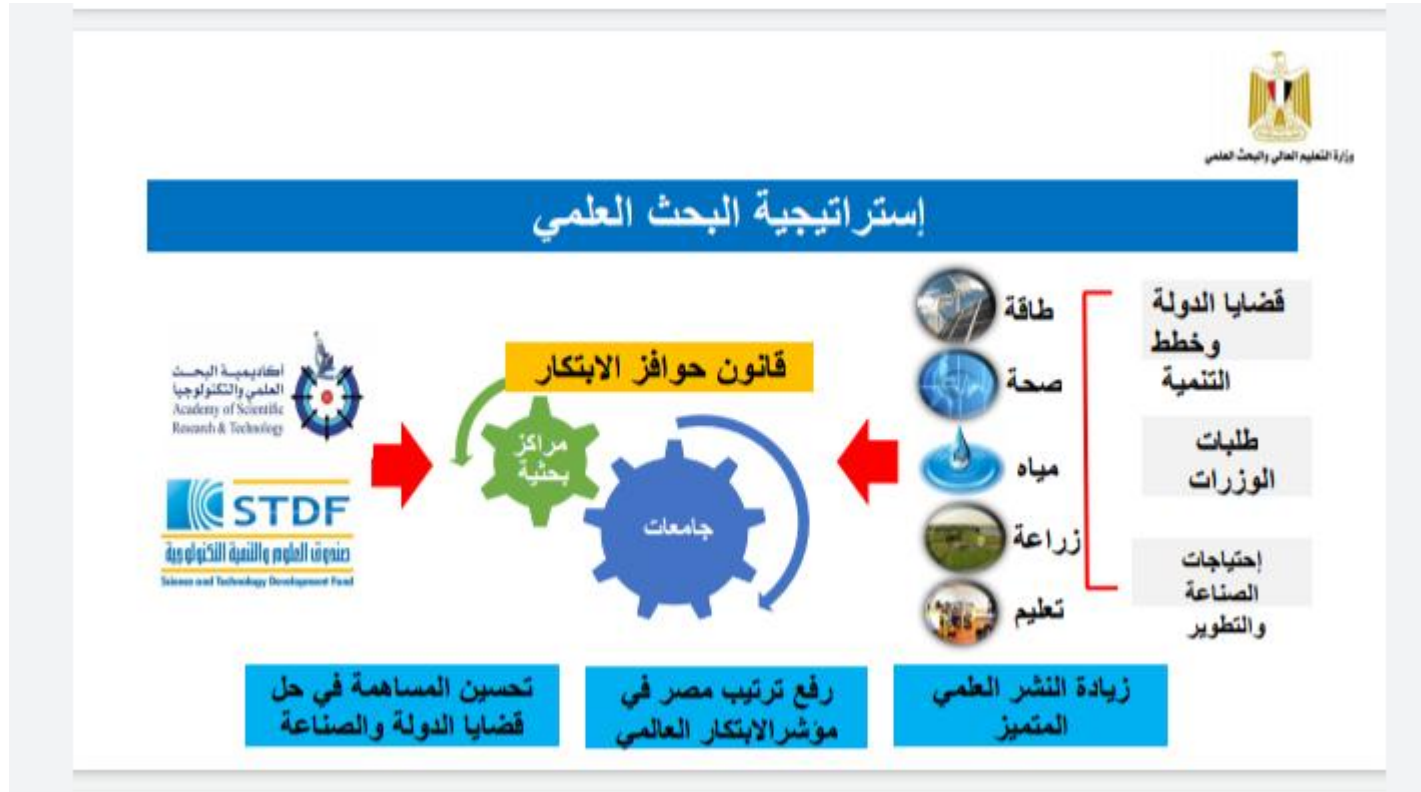 وزارة التعليم العالي والبحث العلمي
إستراتيجية البحث العلمي
قضايا الدولة
وخطط
التنمية
طلبات
الوزرات
إحتياجات
الصناعة
والتطوير
طاقة
صحة
مياه
زراعة
تعليم
قانون حوافز الابتكار
مراكز
بحثية
جامعات
أكاديميـة البحـث
العلمي والتكنولوجيا
Academy of Scientific
Research & Technology
STDF
صندوق العلوم والتنمية التكنولوجية
Science and Technology Development Fund
زيادة النشر العلمي
المتميز
رفع ترتيب مصر في
مؤشرالابتكار العالمي
تحسين المساهمة في حل
قضايا الدولة والصناعة